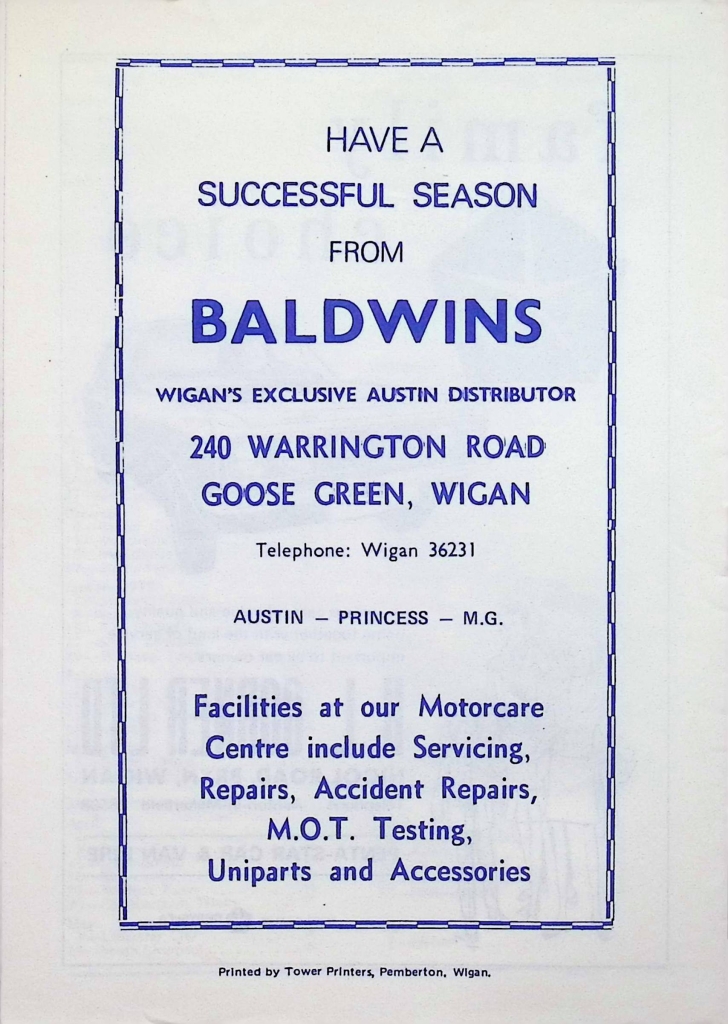 HAVE A
SUCCESSFUL SEASON
FROM
BALDWINS
WIGAN'S EXCLUSIVE AUSTIN DISTRIBUTOR
240 WARRINGTON ROAD
GOOSE GREEN, WIGAN
Telephone: Wigan 36231
AUSTIN – PRINCESS – M.G.
Facilities at our Motorcare
Centre include Servicing,
Repairs, Accident Repairs,
M.O.T. Testing,
Uniparts and Accessories
Printed by Tower Printers, Pemberton, Wigan.